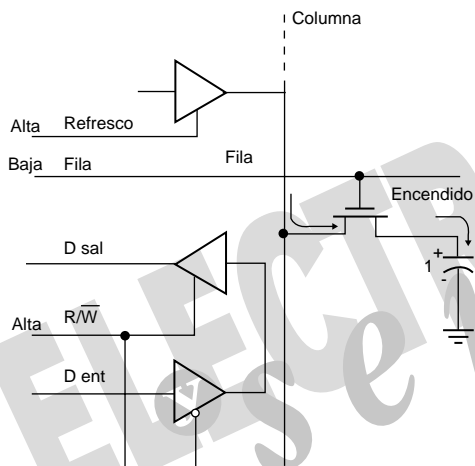 Columna
Alta Refresco
Baja Fila Fila
Encendido
D sal
+
1
-
Alta R/W̅
D ent